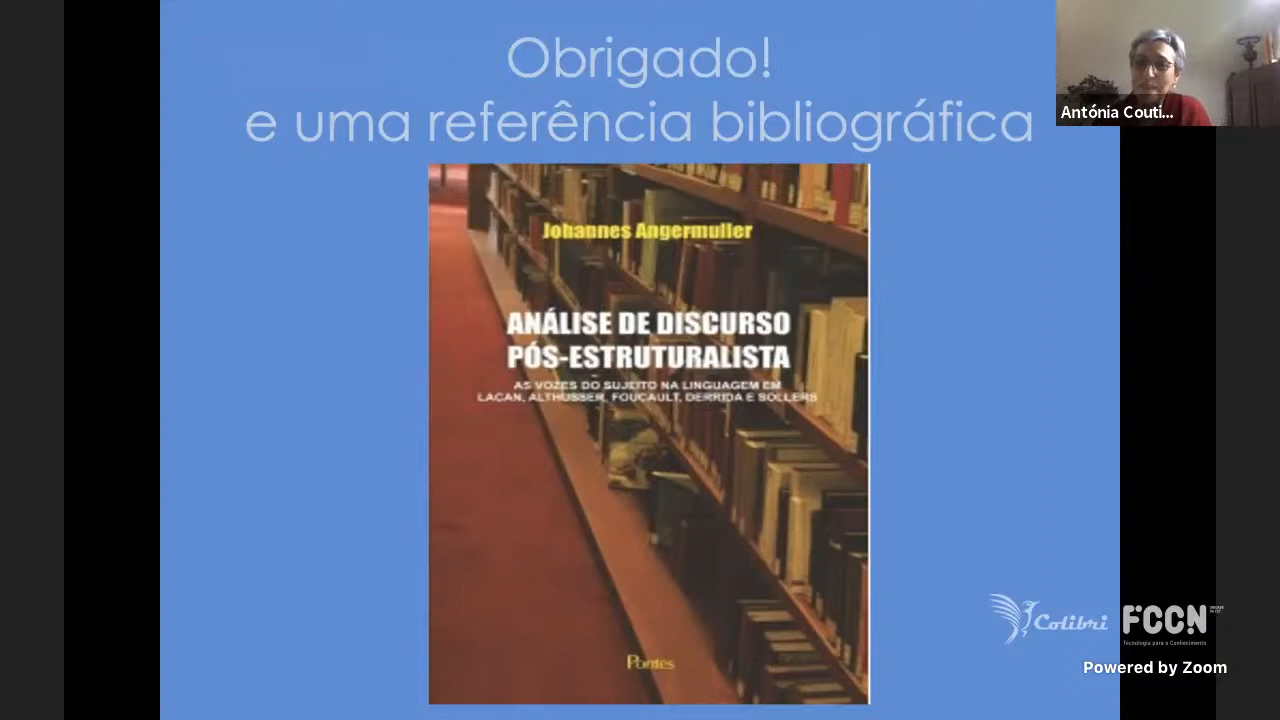 Obrigado!
e uma referência bibliográfica
Antónia Couti...
Johannes Angermuller
ANÁLISE DE DISCURSO
PÓS-ESTRUTURALISTA
AS VOZES DO SUJEITO NA LINGUAGEM EM
LACAN, ALTHUSSER, FOUCAULT, DERRIDA E SOLLERS
Pontes
Colibri
FCCN
Tecnologia para o Conhecimento
Powered by Zoom